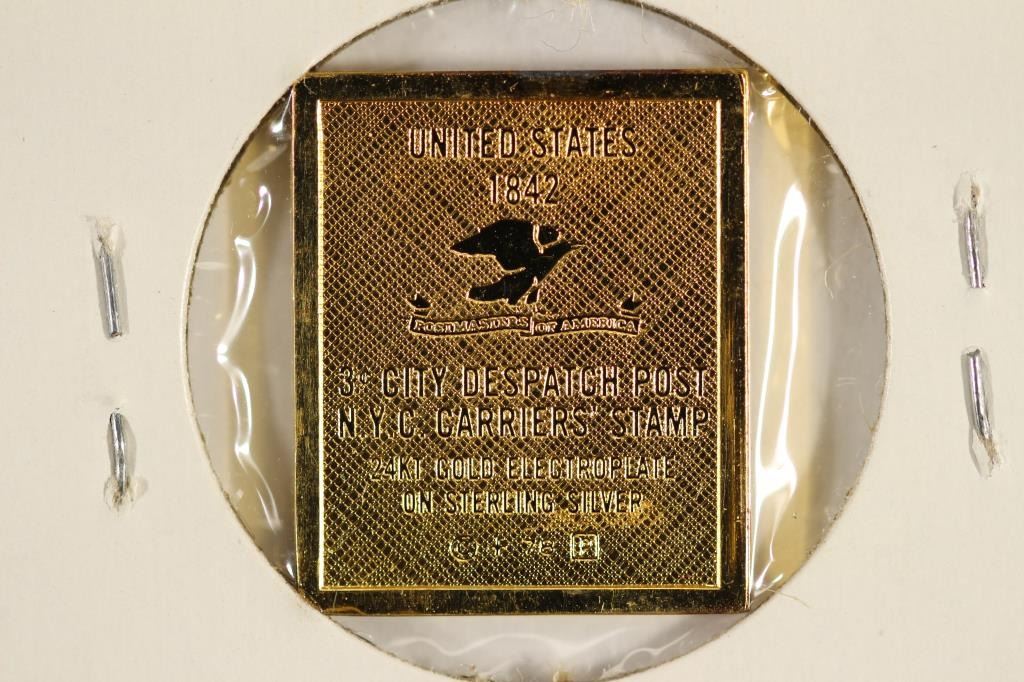 UNITED STATES
1842
POSTMASTERS OF AMERICA
3¢ CITY DESPATCH POST
N.Y.C. CARRIERS' STAMP
24KT GOLD ELECTROPLATE
ON STERLING SILVER